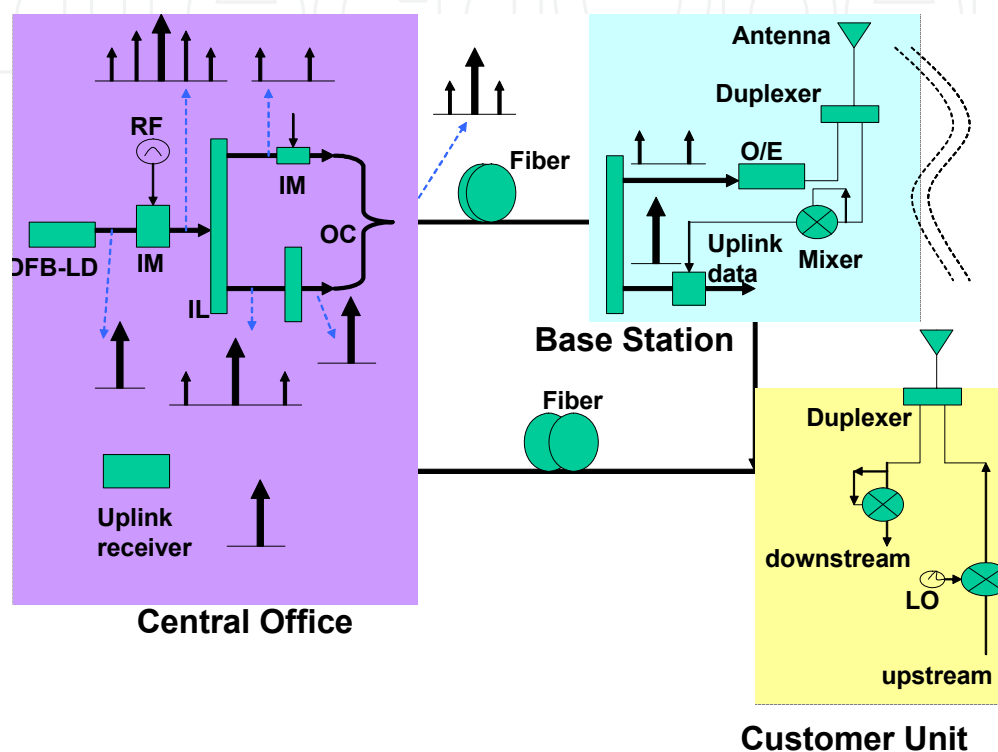 Antenna
Duplexer
RF
O/E
Fiber
IM
OC
DFB-LD
IM
IL
Uplink
data
Mixer
Base Station
Fiber
Duplexer
Uplink
receiver
downstream
LO
upstream
Central Office
Customer Unit